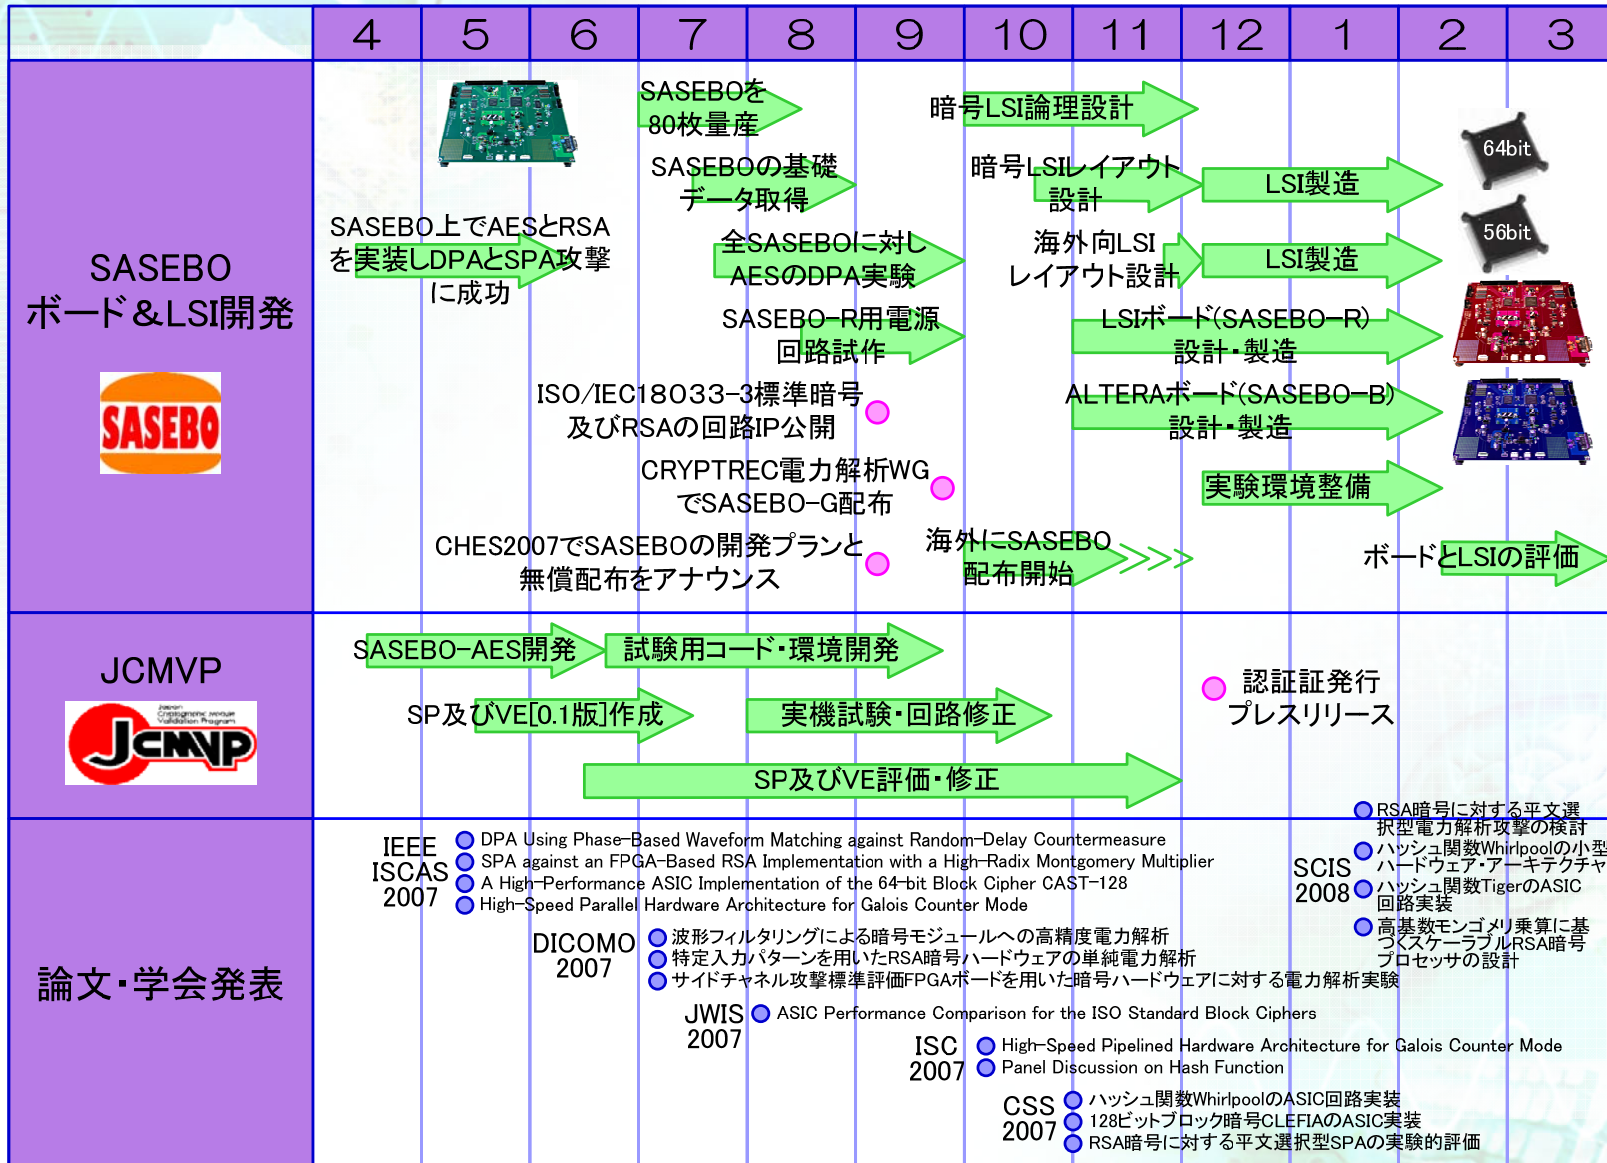 4 5 6 7 8 9 10 11 12 1 2 3
SASEBO
ボード&LSI開発
SASEBO
SASEBOを
80枚量産
暗号LSI論理設計
SASEBOの基礎
データ取得
暗号LSIレイアウト
設計
LSI製造
64bit
SASEBO上でAESとRSA
を実装しDPAとSPA攻撃
に成功
全SASEBOに対し
AESのDPA実験
海外向LSI
レイアウト設計
LSI製造
56bit
SASEBO-R用電源
回路試作
LSIボード(SASEBO-R)
設計・製造
ISO/IEC18033-3標準暗号
及びRSAの回路IP公開
ALTERAボード(SASEBO-B)
設計・製造
CRYPTREC電力解析WG
でSASEBO-G配布
実験環境整備
CHES2007でSASEBOの開発プランと
無償配布をアナウンス
海外にSASEBO
配布開始
ボードとLSIの評価
JCMVP
Japan
Cryptographic Module
Validation Program
JCMVP
SASEBO-AES開発
試験用コード・環境開発
SP及びVE[0.1版]作成
実機試験・回路修正
認証証発行
プレスリリース
SP及びVE評価・修正
論文・学会発表
IEEE
ISCAS
2007
DPA Using Phase-Based Waveform Matching against Random-Delay Countermeasure
SPA against an FPGA-Based RSA Implementation with a High-Radix Montgomery Multiplier
A High-Performance ASIC Implementation of the 64-bit Block Cipher CAST-128
High-Speed Parallel Hardware Architecture for Galois Counter Mode
SCIS
2008
RSA暗号に対する平文選
択型電力解析攻撃の検討
ハッシュ関数Whirlpoolの小型
ハードウェア・アーキテクチャ
ハッシュ関数TigerのASIC
回路実装
高基数モンゴメリ乗算に基
づくスケーラブルRSA暗号
プロセッサの設計
DICOMO
2007
波形フィルタリングによる暗号モジュールへの高精度電力解析
特定入力パターンを用いたRSA暗号ハードウェアの単純電力解析
サイドチャネル攻撃標準評価FPGAボードを用いた暗号ハードウェアに対する電力解析実験
JWIS
2007
ASIC Performance Comparison for the ISO Standard Block Ciphers
ISC
2007
High-Speed Pipelined Hardware Architecture for Galois Counter Mode
Panel Discussion on Hash Function
CSS
2007
ハッシュ関数WhirlpoolのASIC回路実装
128ビットブロック暗号CLEFIAのASIC実装
RSA暗号に対する平文選択型SPAの実験的評価